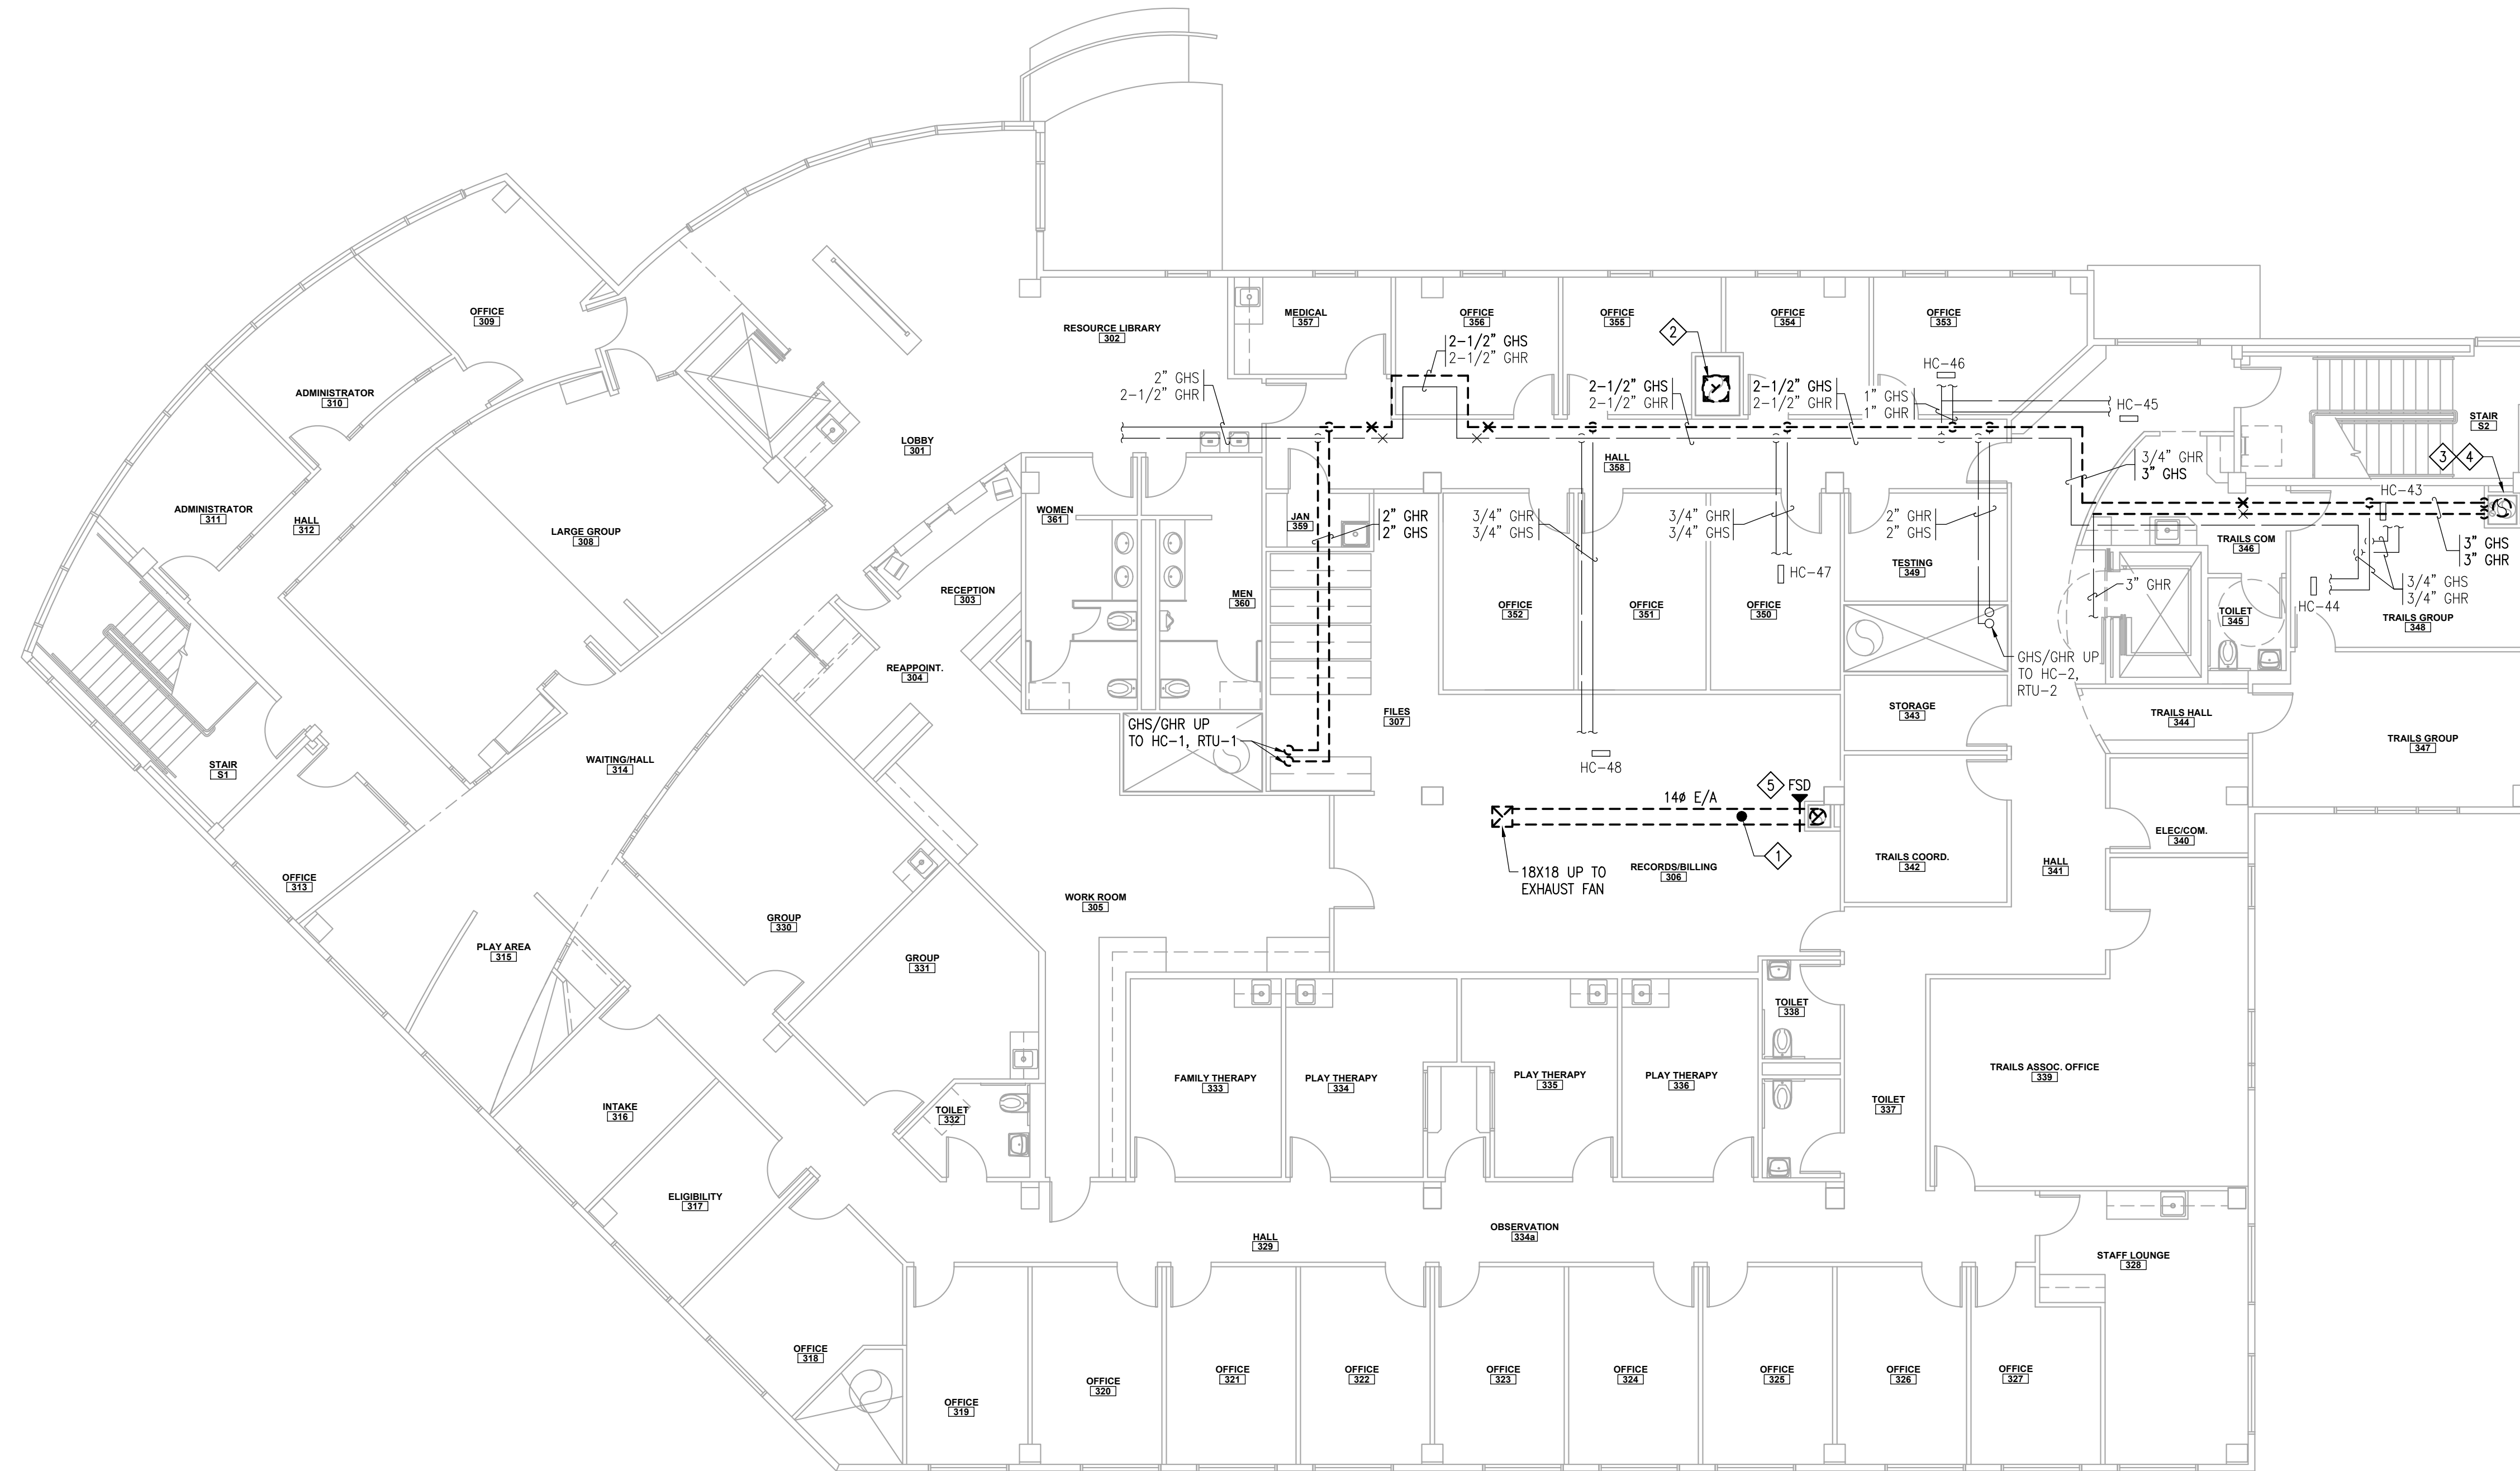 OFFICE
309
ADMINISTRATOR
310
ADMINISTRATOR
311
HALL
312
LARGE GROUP
308
LOBBY
301
RESOURCE LIBRARY
302
MEDICAL
357
OFFICE
356
OFFICE
355
OFFICE
354
OFFICE
353
2
2-1/2" GHS
2-1/2" GHR
2" GHS
2-1/2" GHR
2-1/2" GHS
2-1/2" GHR
2-1/2" GHS
2-1/2" GHR
1" GHS
1" GHR
HC-46
HC-45
STAIR
S2
3
4
HALL
358
3/4" GHR
3" GHS
HC-43
WOMEN
361
JAN
359
2" GHR
2" GHS
3/4" GHR
3/4" GHS
3/4" GHR
3/4" GHS
2" GHR
2" GHS
TRAILS COM
346
3" GHS
3" GHR
TESTING
349
HC-47
3" GHR
3/4" GHS
3/4" GHR
HC-44
RECEPTION
303
MEN
360
OFFICE
352
OFFICE
351
OFFICE
350
TOILET
345
TRAILS GROUP
348
REAPPOINT.
304
GHS/GHR UP
TO HC-2,
RTU-2
FILES
307
STORAGE
343
TRAILS HALL
344
GHS/GHR UP
TO HC-1, RTU-1
TRAILS GROUP
347
WAITING/HALL
314
STAIR
S1
HC-48
5
FSD
14ø E/A
1
18X18 UP TO
EXHAUST FAN
ELEC/COM.
340
RECORDS/BILLING
306
TRAILS COORD.
342
HALL
341
OFFICE
313
WORK ROOM
305
GROUP
330
PLAY AREA
315
GROUP
331
TOILET
338
TRAILS ASSOC. OFFICE
339
FAMILY THERAPY
333
PLAY THERAPY
334
PLAY THERAPY
335
PLAY THERAPY
336
INTAKE
316
TOILET
332
TOILET
337
ELIGIBILITY
317
HALL
329
OBSERVATION
334a
STAFF LOUNGE
328
OFFICE
318
OFFICE
319
OFFICE
320
OFFICE
321
OFFICE
322
OFFICE
323
OFFICE
324
OFFICE
325
OFFICE
326
OFFICE
327